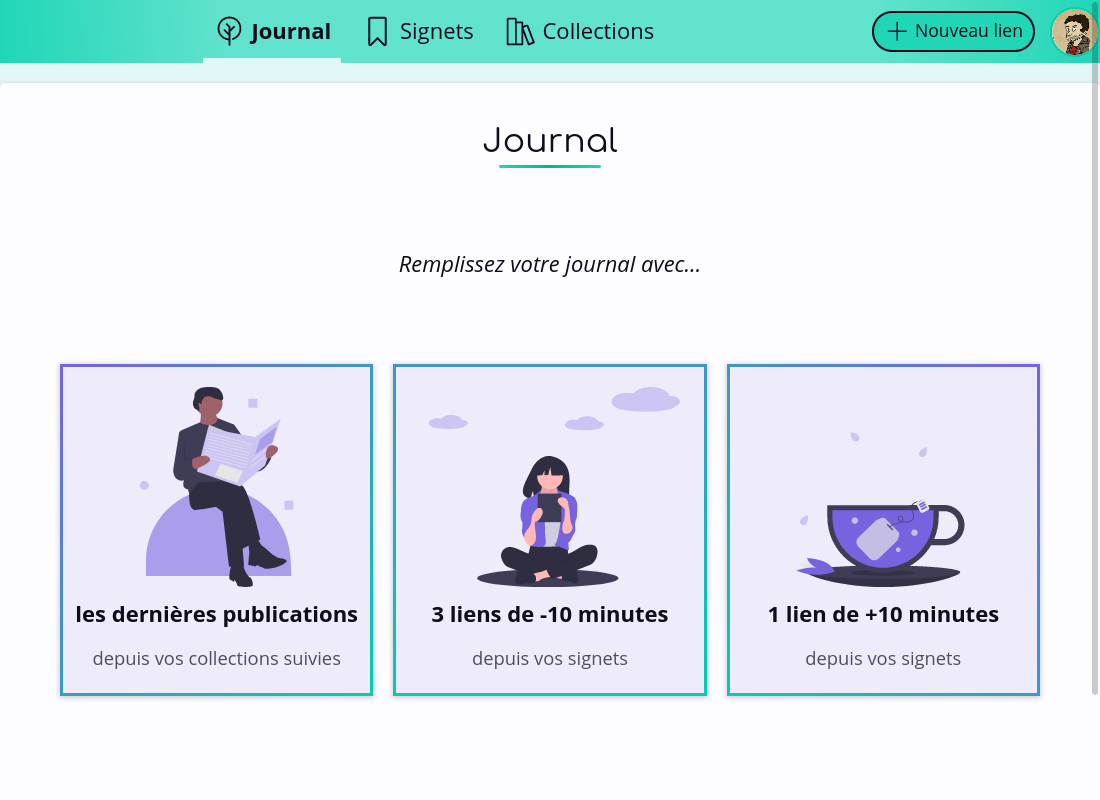 Journal
Signets
Collections
Nouveau lien
Journal
Remplissez votre journal avec...
les dernières publications
depuis vos collections suivies
3 liens de -10 minutes
depuis vos signets
1 lien de +10 minutes
depuis vos signets